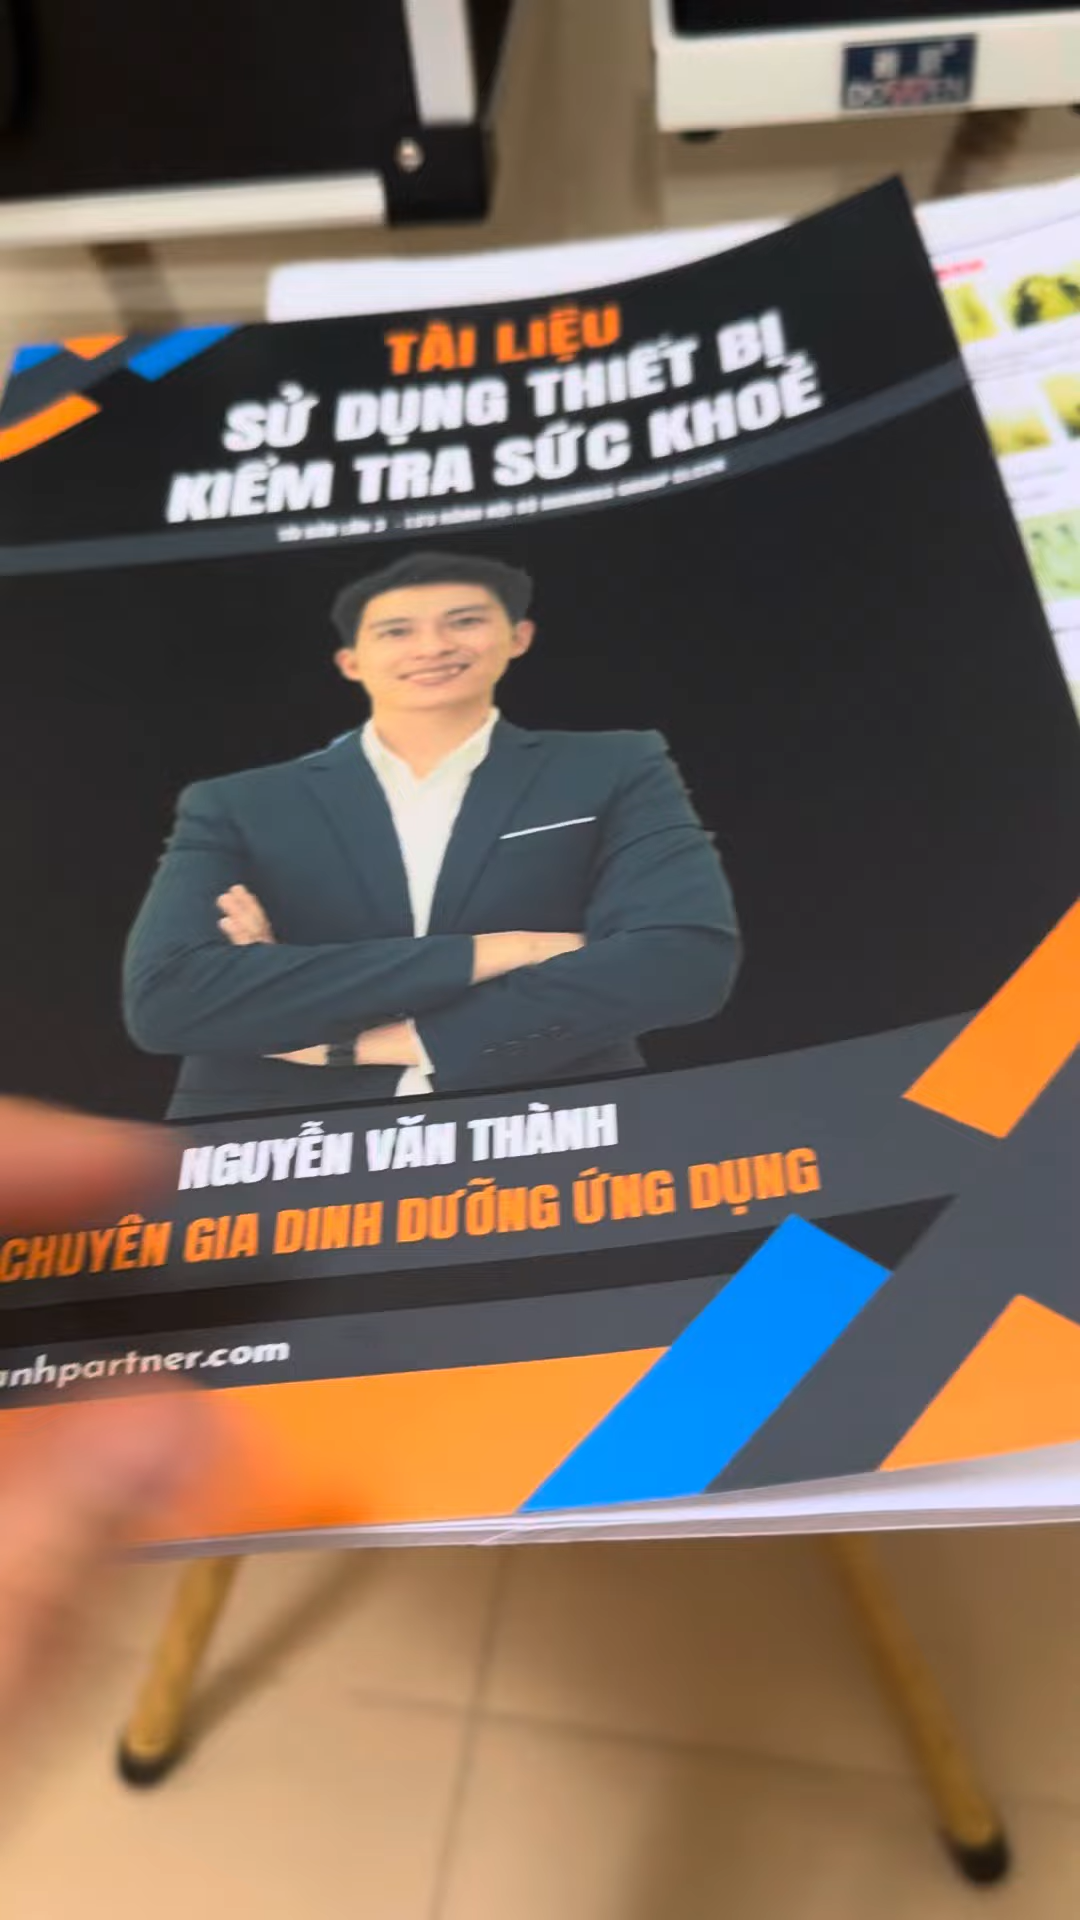 TÀI LIỆU
SỬ DỤNG THIẾT BỊ
KIỂM TRA SỨC KHOẺ
NGUYỄN VĂN THÀNH
CHUYÊN GIA DINH DƯỠNG ỨNG DỤNG
anhpartner.com